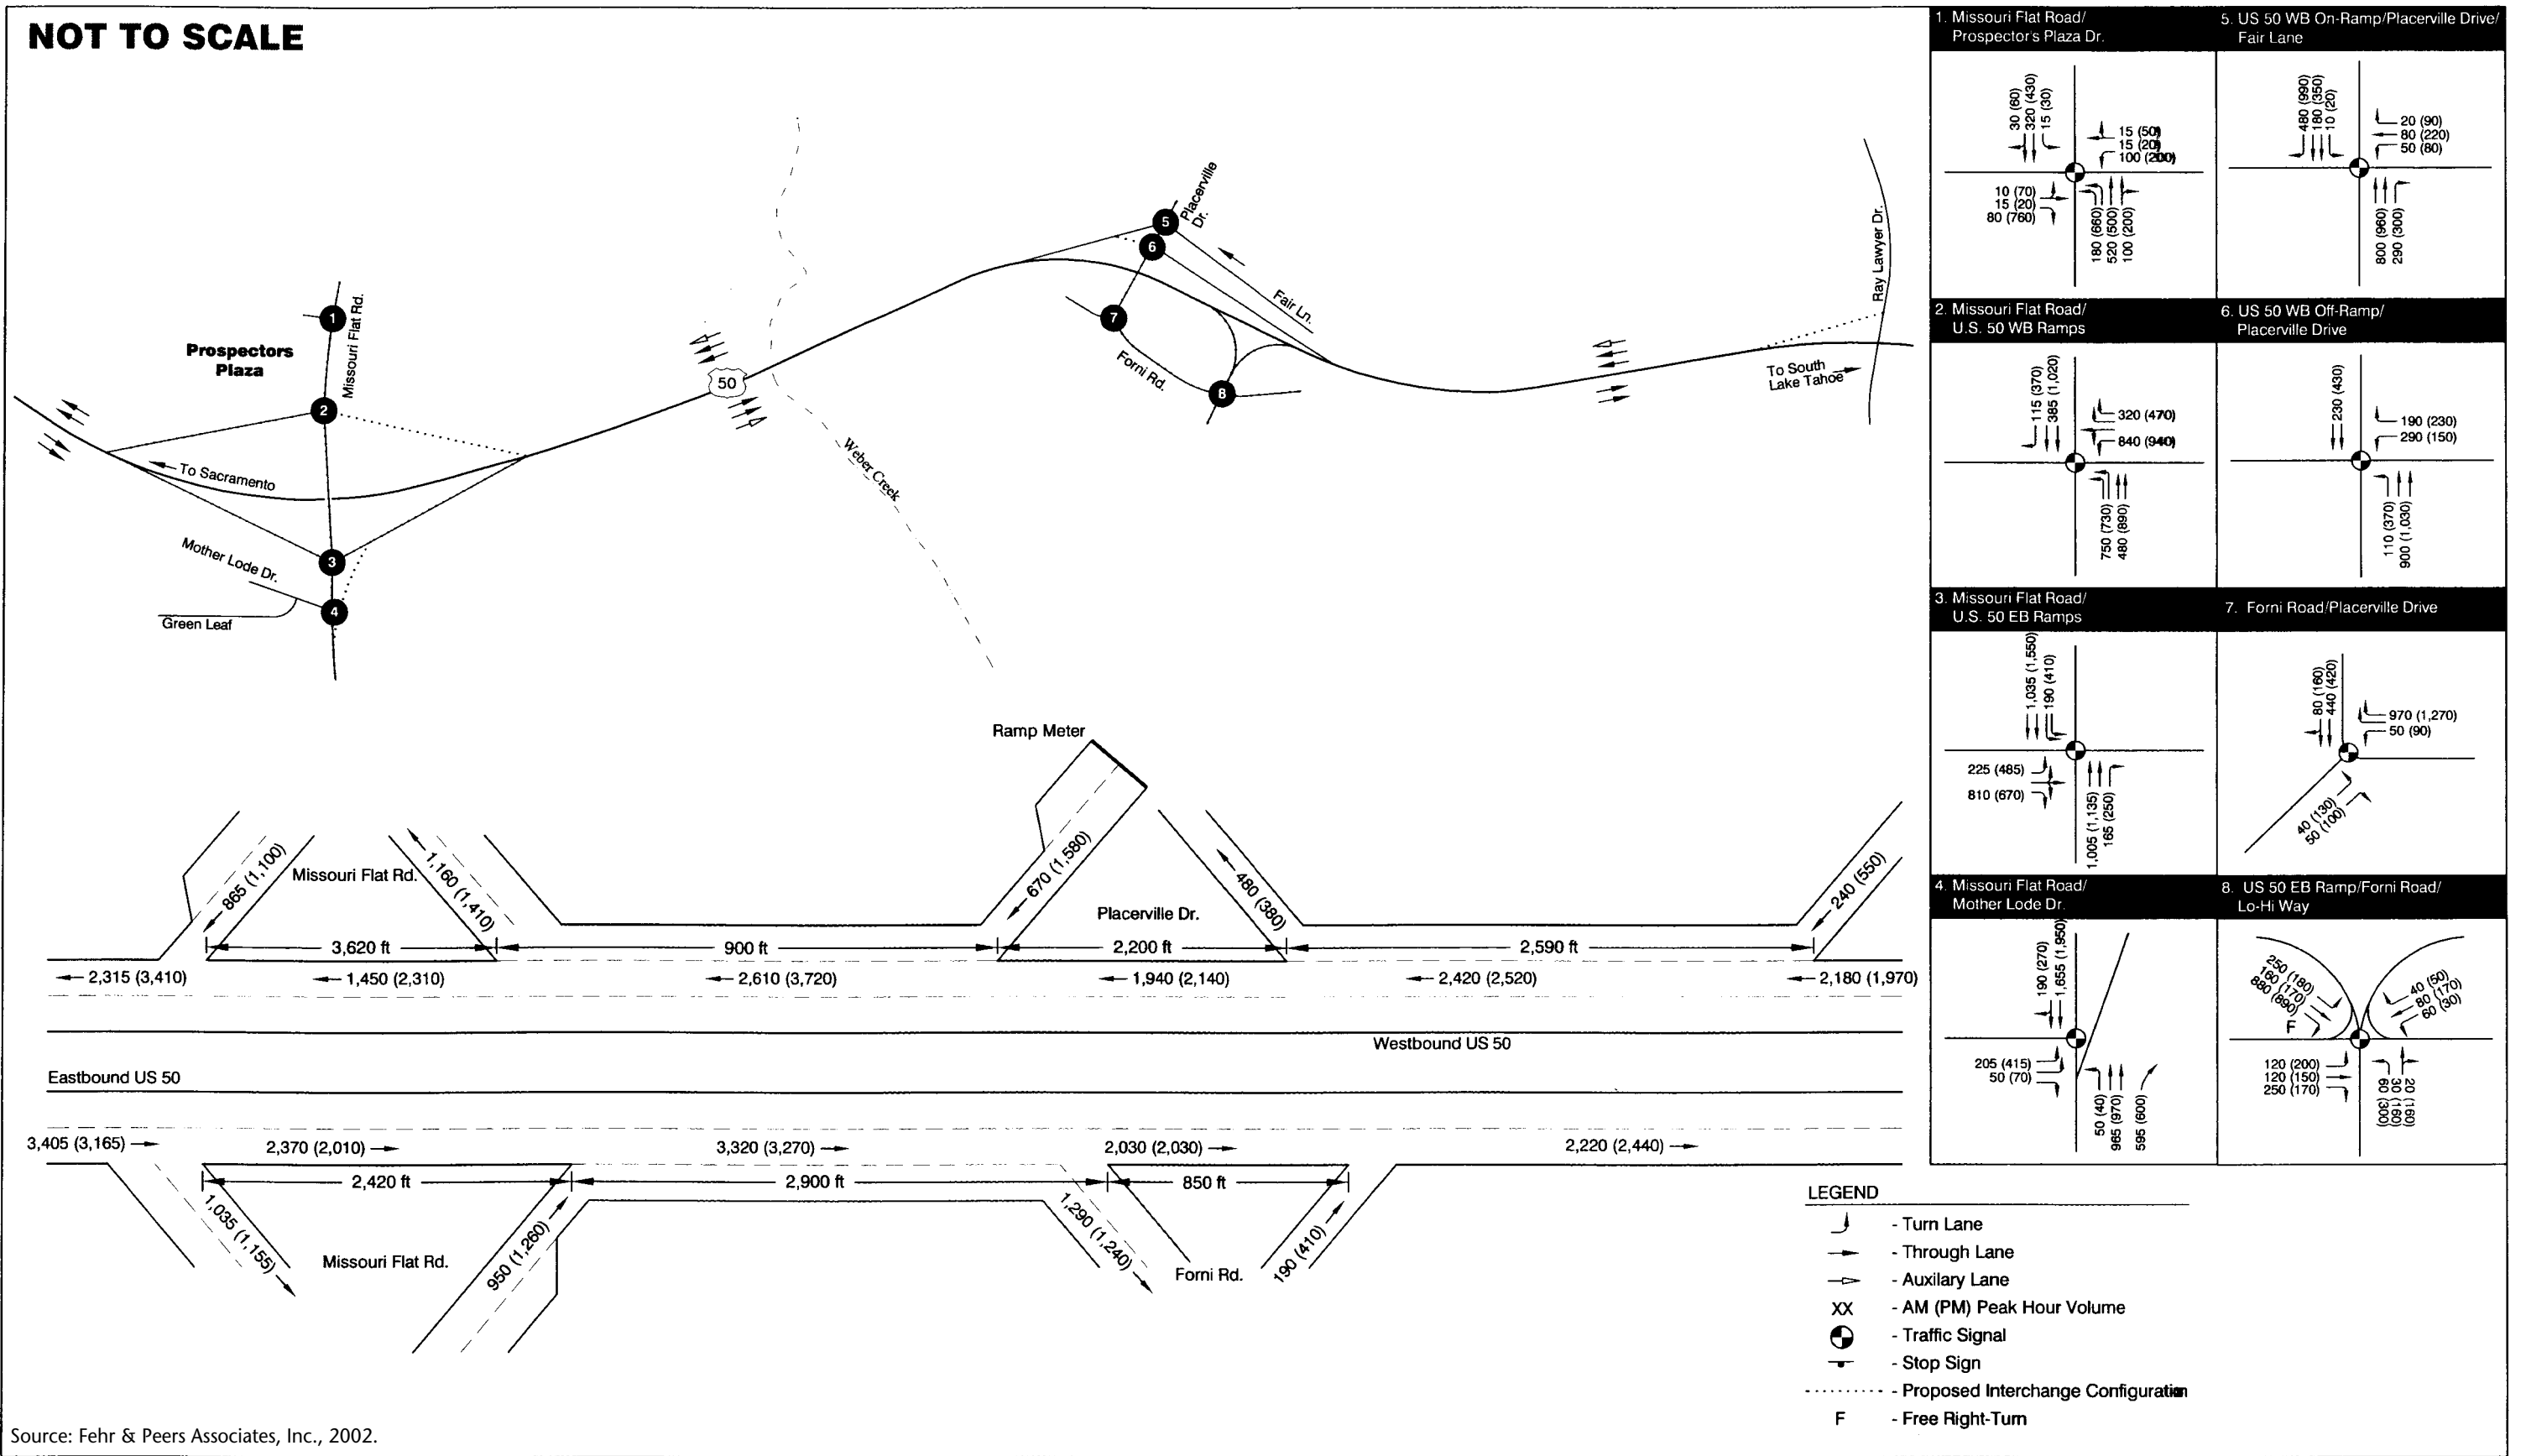 NOT TO SCALE
Prospectors
Plaza
1
Missouri Flat Rd.
2
3
4
To Sacramento
Mother Lode Dr.
Green Leaf
50
Weber Creek
5
6
7
8
Placerville
Dr.
Fair Ln.
Forni Rd.
Ray Lawyer Dr.
To South
Lake Tahoe
Ramp Meter
865 (1,100)
Missouri Flat Rd.
1,160 (1,410)
670 (1,580)
Placerville Dr.
480 (380)
240 (550)
3,620 ft
900 ft
2,200 ft
2,590 ft
2,315 (3,410)
1,450 (2,310)
2,610 (3,720)
1,940 (2,140)
2,420 (2,520)
2,180 (1,970)
Westbound US 50
Eastbound US 50
3,405 (3,165)
2,370 (2,010)
3,320 (3,270)
2,030 (2,030)
2,220 (2,440)
2,420 ft
2,900 ft
850 ft
1,035 (1,155)
Missouri Flat Rd.
950 (1,260)
1,290 (1,240)
Forni Rd.
190 (410)
1. Missouri Flat Road/
Prospector's Plaza Dr.
30 (60)
320 (430)
15 (30)
15 (50)
15 (20)
100 (200)
10 (70)
15 (20)
80 (760)
180 (660)
520 (500)
100 (200)
5. US 50 WB On-Ramp/Placerville Drive/
Fair Lane
480 (990)
180 (350)
10 (20)
20 (90)
80 (220)
50 (80)
800 (960)
290 (300)
2. Missouri Flat Road/
U.S. 50 WB Ramps
115 (370)
385 (1,020)
320 (470)
840 (940)
750 (730)
480 (890)
6. US 50 WB Off-Ramp/
Placerville Drive
230 (430)
190 (230)
290 (150)
110 (370)
900 (1,030)
3. Missouri Flat Road/
U.S. 50 EB Ramps
1,035 (1,550)
190 (410)
225 (485)
810 (670)
1,005 (1,135)
165 (250)
7. Forni Road/Placerville Drive
80 (160)
440 (420)
970 (1,270)
50 (90)
40 (130)
50 (100)
4. Missouri Flat Road/
Mother Lode Dr.
190 (270)
1,655 (1,950)
205 (415)
50 (70)
50 (40)
965 (970)
595 (600)
8. US 50 EB Ramp/Forni Road/
Lo-Hi Way
250 (180)
160 (170)
880 (890)
F
40 (50)
80 (170)
60 (30)
120 (200)
120 (150)
250 (170)
60 (300)
30 (160)
20 (160)
LEGEND
- Turn Lane
- Through Lane
- Auxilary Lane
XX - AM (PM) Peak Hour Volume
- Traffic Signal
- Stop Sign
- Proposed Interchange Configuration
F - Free Right-Turn
Source: Fehr & Peers Associates, Inc., 2002.